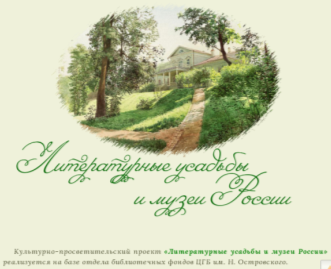 Литературные усадьбы
и музеи России
Культурно-просветительский проект «Литературные усадьбы и музеи России»
реализуется на базе отдела библиотечных фондов ЦГБ им. Н. Островского.